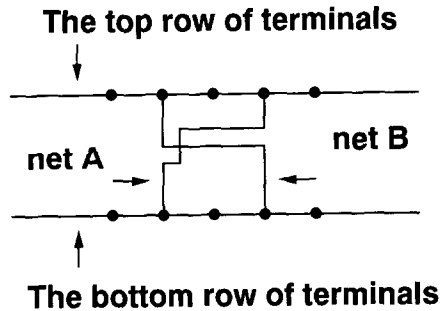 The top row of terminals
net A
net B
The bottom row of terminals